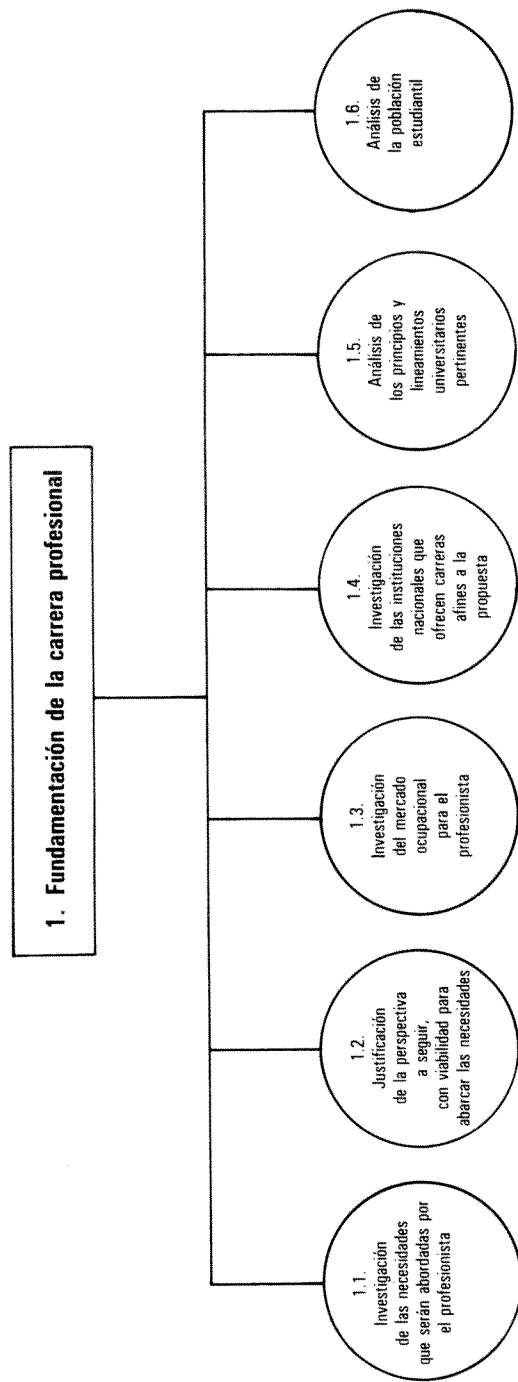 1. Fundamentación de la carrera profesional
1.1.
Investigación
de las necesidades
que serán abordadas por
el profesionista
1.2.
Justificación
de la perspectiva
a seguir,
con viabilidad para
abarcar las necesidades
1.3.
Investigación
del mercado
ocupacional
para el
profesionista
1.4.
Investigación
de las instituciones
nacionales que
ofrecen carreras
afines a la
propuesta
1.5.
Análisis de
los principios y
lineamientos
universitarios
pertinentes
1.6.
Análisis de
la población
estudiantil